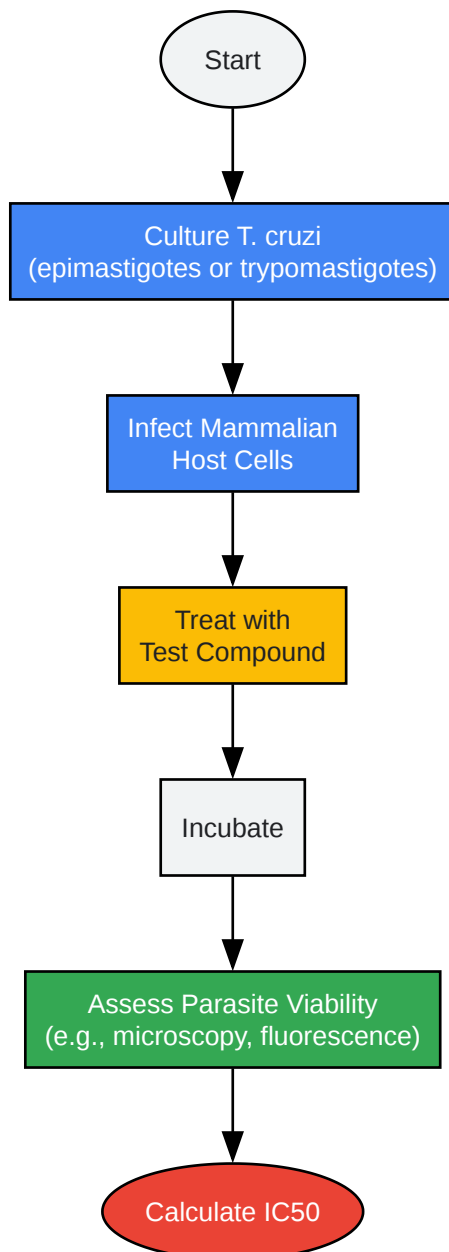 Start
Culture T. cruzi
(epimastigotes or trypomastigotes)
Infect Mammalian
Host Cells
Treat with
Test Compound
Incubate
Assess Parasite Viability
(e.g., microscopy, fluorescence)
Calculate IC50